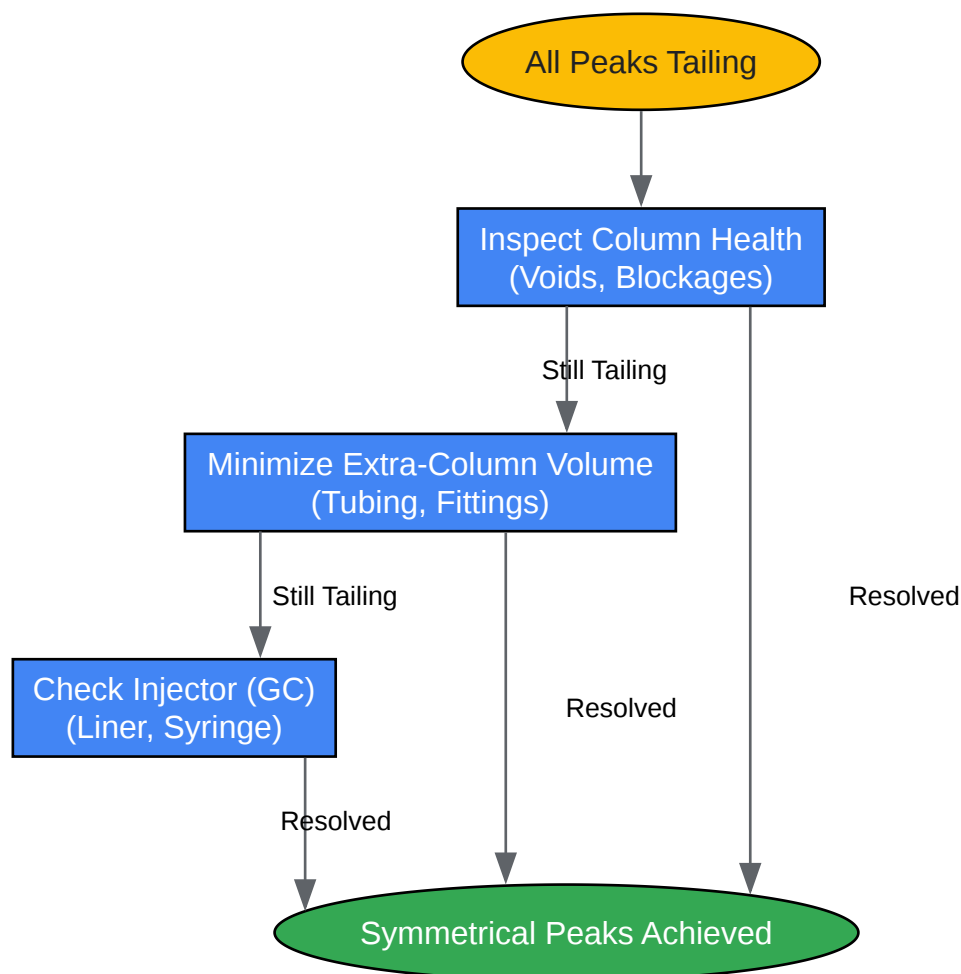 All Peaks Tailing
Inspect Column Health
(Voids, Blockages)
Still Tailing
Minimize Extra-Column Volume
(Tubing, Fittings)
Still Tailing
Resolved
Check Injector (GC)
(Liner, Syringe)
Resolved
Resolved
Symmetrical Peaks Achieved